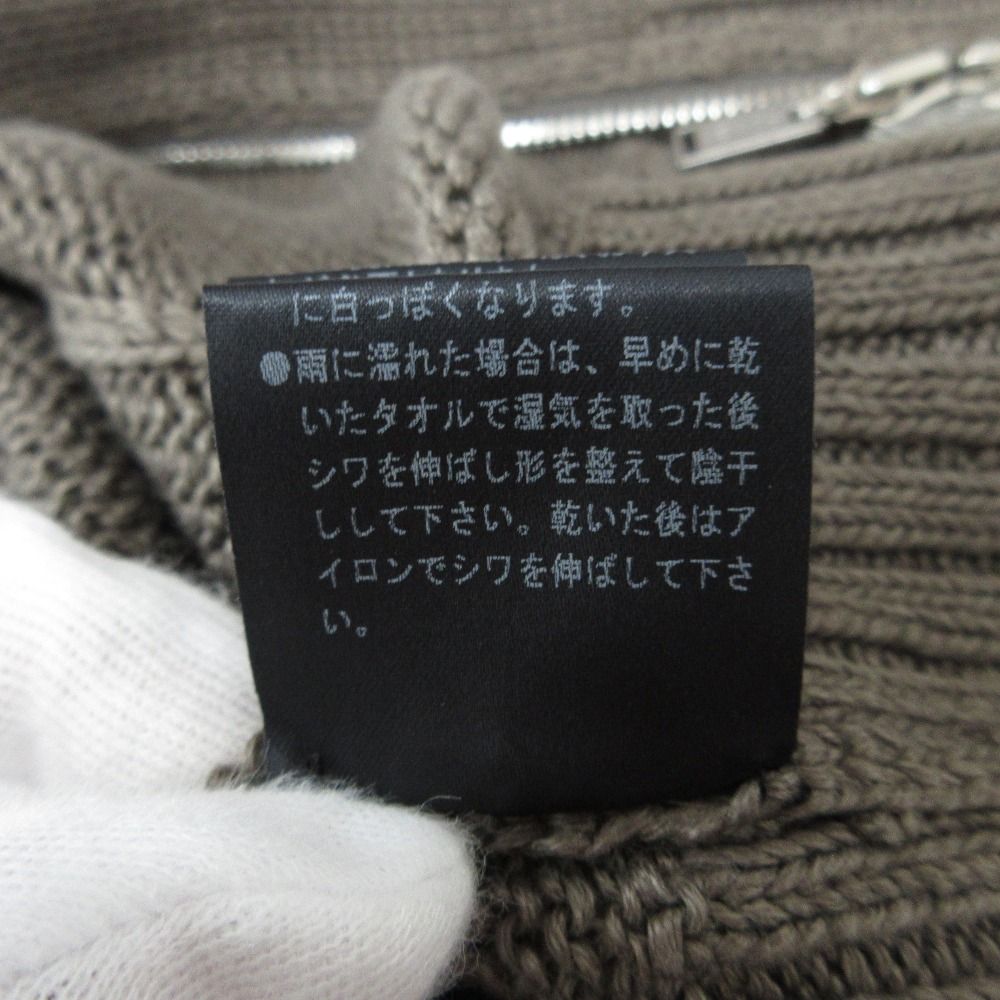 に白っぽくなります。
●雨に濡れた場合は、早めに乾
いたタオルで湿気を取った後
シワを伸ばし形を整えて陰干
しして下さい。乾いた後はア
イロンでシワを伸ばして下さ
い。